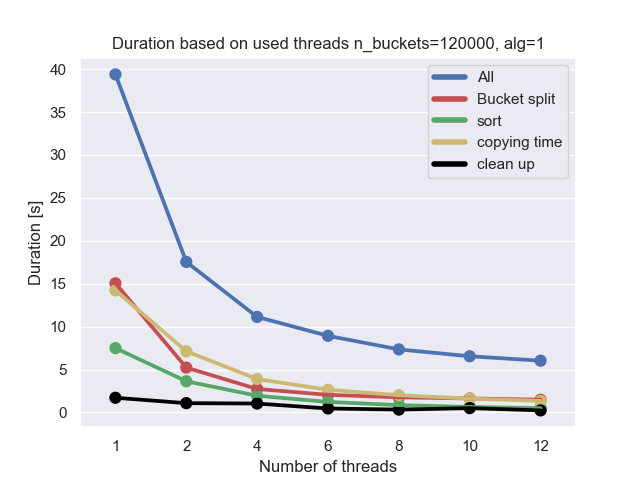 Duration based on used threads n_buckets=120000, alg=1
All
Bucket split
sort
copying time
clean up
40
35
30
25
20
15
10
5
0
Duration [s]
1 2 4 6 8 10 12
Number of threads